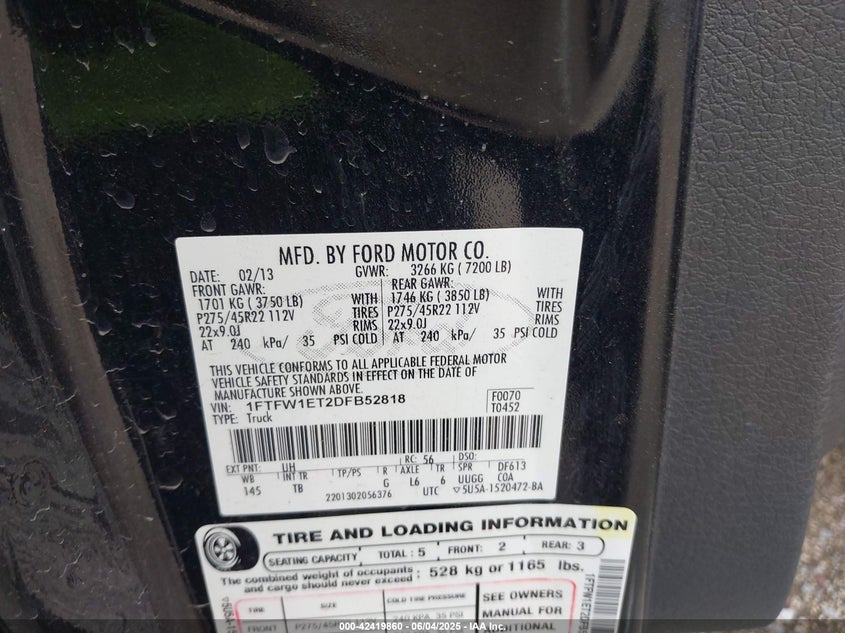 MFD. BY FORD MOTOR CO.
DATE: 02/13 GVWR: 3266 KG ( 7200 LB)
FRONT GAWR: REAR GAWR:
1701 KG ( 3750 LB) WITH 1746 KG ( 3850 LB) WITH
P275/45R22 112V TIRES P275/45R22 112V TIRES
22x9.0J RIMS 22x9.0J RIMS
AT 240 kPa/ 35 PSI COLD AT 240 kPa/ 35 PSI COLD
THIS VEHICLE CONFORMS TO ALL APPLICABLE FEDERAL MOTOR
VEHICLE SAFETY STANDARDS IN EFFECT ON THE DATE OF
MANUFACTURE SHOWN ABOVE.
VIN: 1FTFW1ET2DFB52818 F0070
TYPE: Truck T0452
RC: 56 DSO:
EXT PNT: UH DF613
WB INT TR TP/PS R AXLE TR SPR COA
145 TB G L6 6 UUGG
2201302056376 UTC ▽5U5A-1520472-BA
TIRE AND LOADING INFORMATION
SEATING CAPACITY TOTAL : 5 FRONT: 2 REAR: 3
The combined weight of occupants and cargo should never exceed : 528 kg or 1165 lbs.
TIRE SIZE COLD TIRE PRESSURE SEE OWNERS
MANUAL FOR
FRONT 240 KPA, 35 PSI
000-42419860 - 06/04/2025 - IAAI.COM